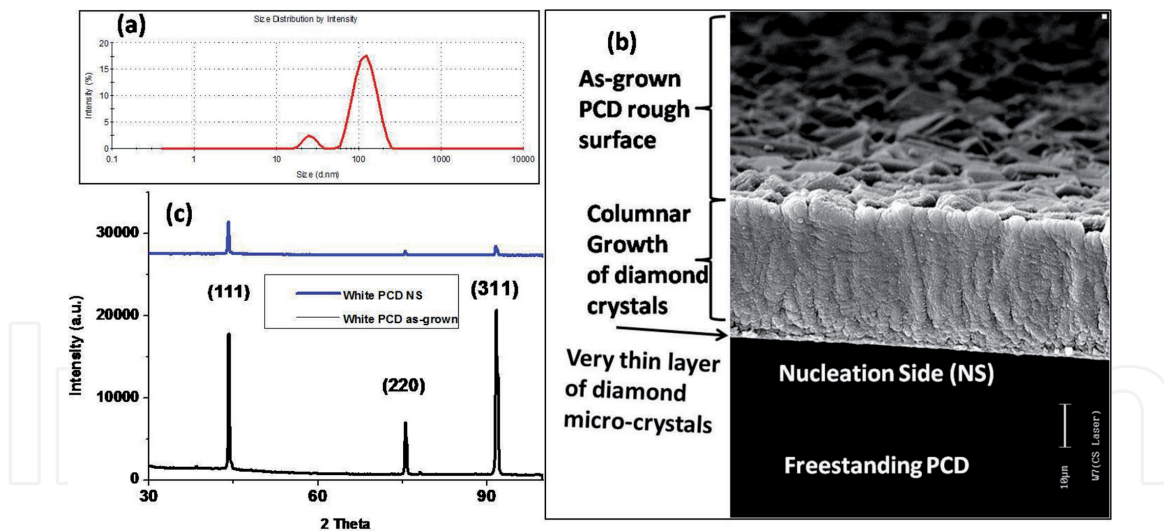 (a)
Size Distribution by Intensity
Intensity (%)
20
15
10
5
0
0.1 1 10 100 1000 10000
Size (d.nm)
(b)
As-grown
PCD rough
surface
Columnar
Growth
of diamond
crystals
Very thin layer
of diamond
micro-crystals
Nucleation Side (NS)
Freestanding PCD
10µm
W7(CS Laser)
(c)
Intensity (a.u.)
30000
20000
10000
0
(111)
(220)
(311)
White PCD NS
White PCD as-grown
30 60 90
2 Theta